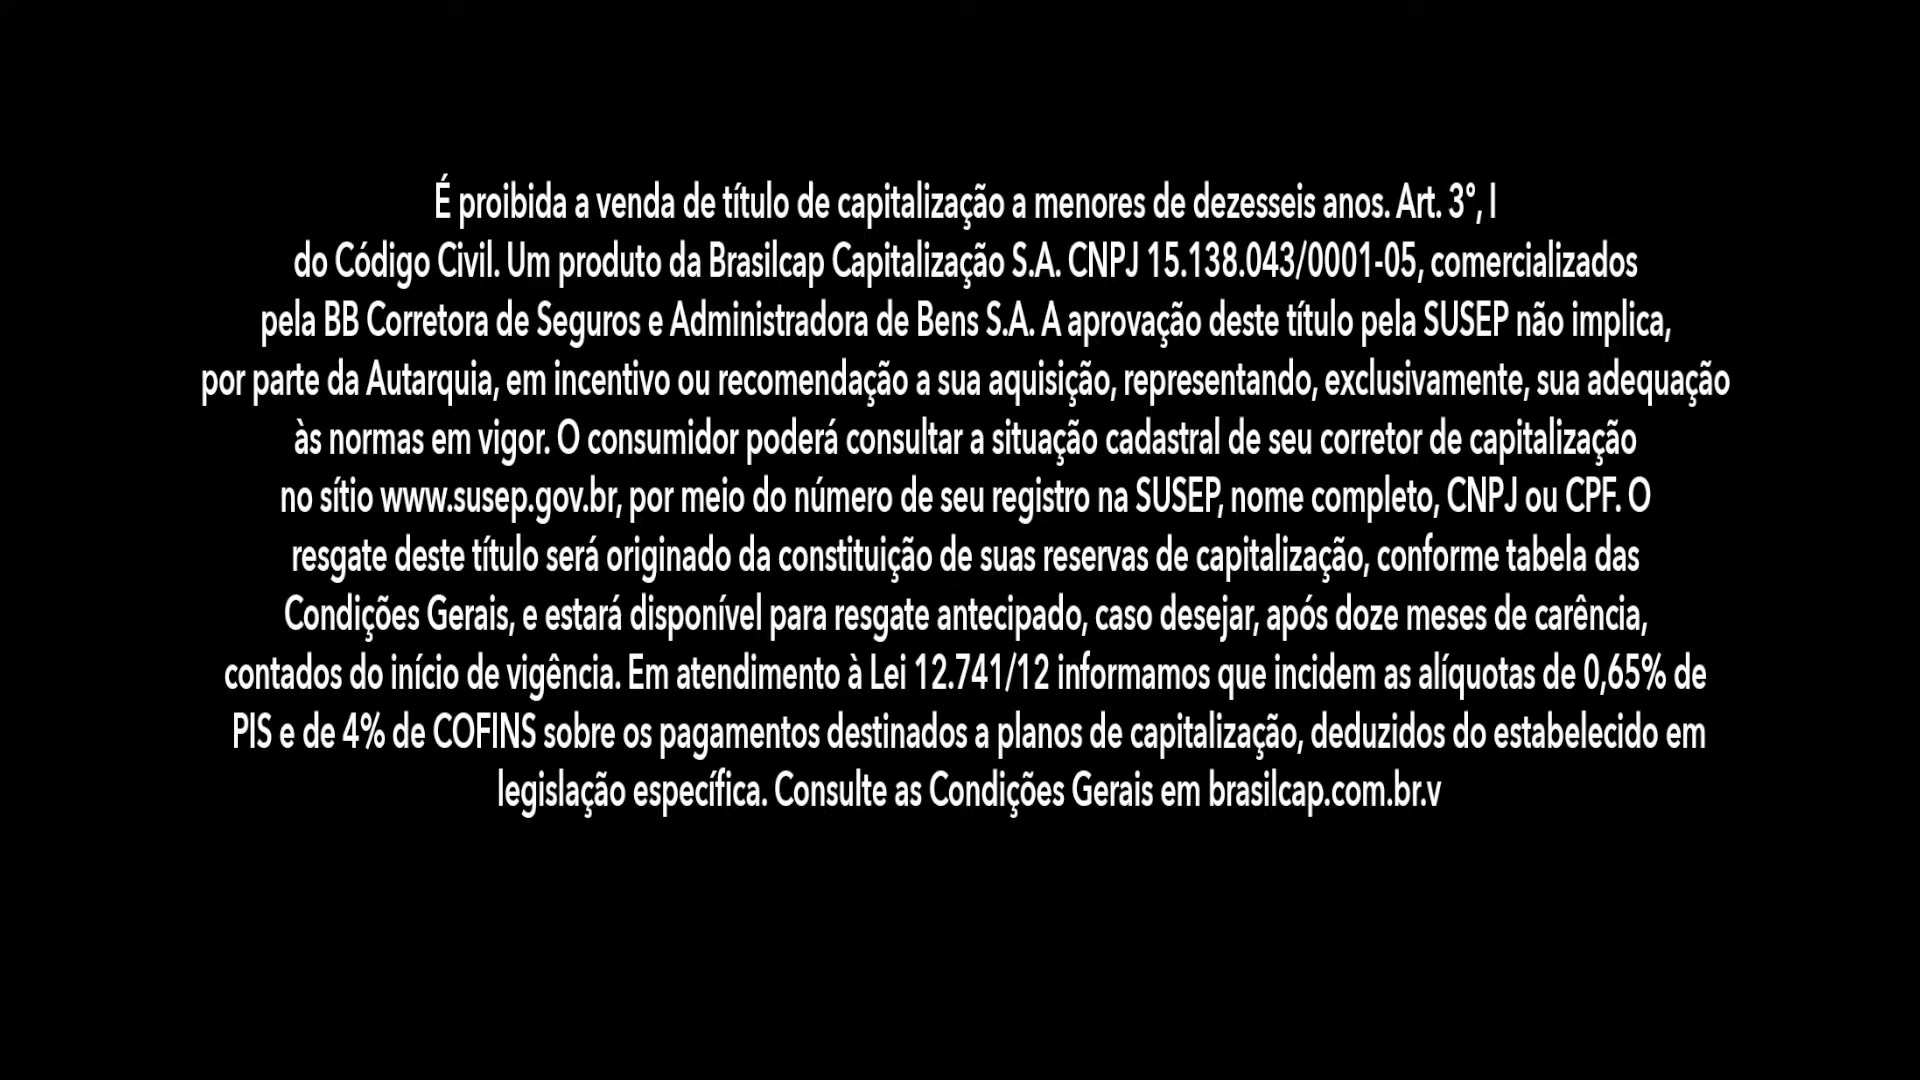 É proibida a venda de título de capitalização a menores de dezesseis anos. Art. 3°, I
do Código Civil. Um produto da Brasilcap Capitalização S.A. CNPJ 15.138.043/0001-05, comercializados
pela BB Corretora de Seguros e Administradora de Bens S.A. A aprovação deste título pela SUSEP não implica,
por parte da Autarquia, em incentivo ou recomendação a sua aquisição, representando, exclusivamente, sua adequação
às normas em vigor. O consumidor poderá consultar a situação cadastral de seu corretor de capitalização
no sítio www.susep.gov.br, por meio do número de seu registro na SUSEP, nome completo, CNPJ ou CPF. O
resgate deste título será originado da constituição de suas reservas de capitalização, conforme tabela das
Condições Gerais, e estará disponível para resgate antecipado, caso desejar, após doze meses de carência,
contados do início de vigência. Em atendimento à Lei 12.741/12 informamos que incidem as alíquotas de 0,65% de
PIS e de 4% de COFINS sobre os pagamentos destinados a planos de capitalização, deduzidos do estabelecido em
legislação específica. Consulte as Condições Gerais em brasilcap.com.br.v